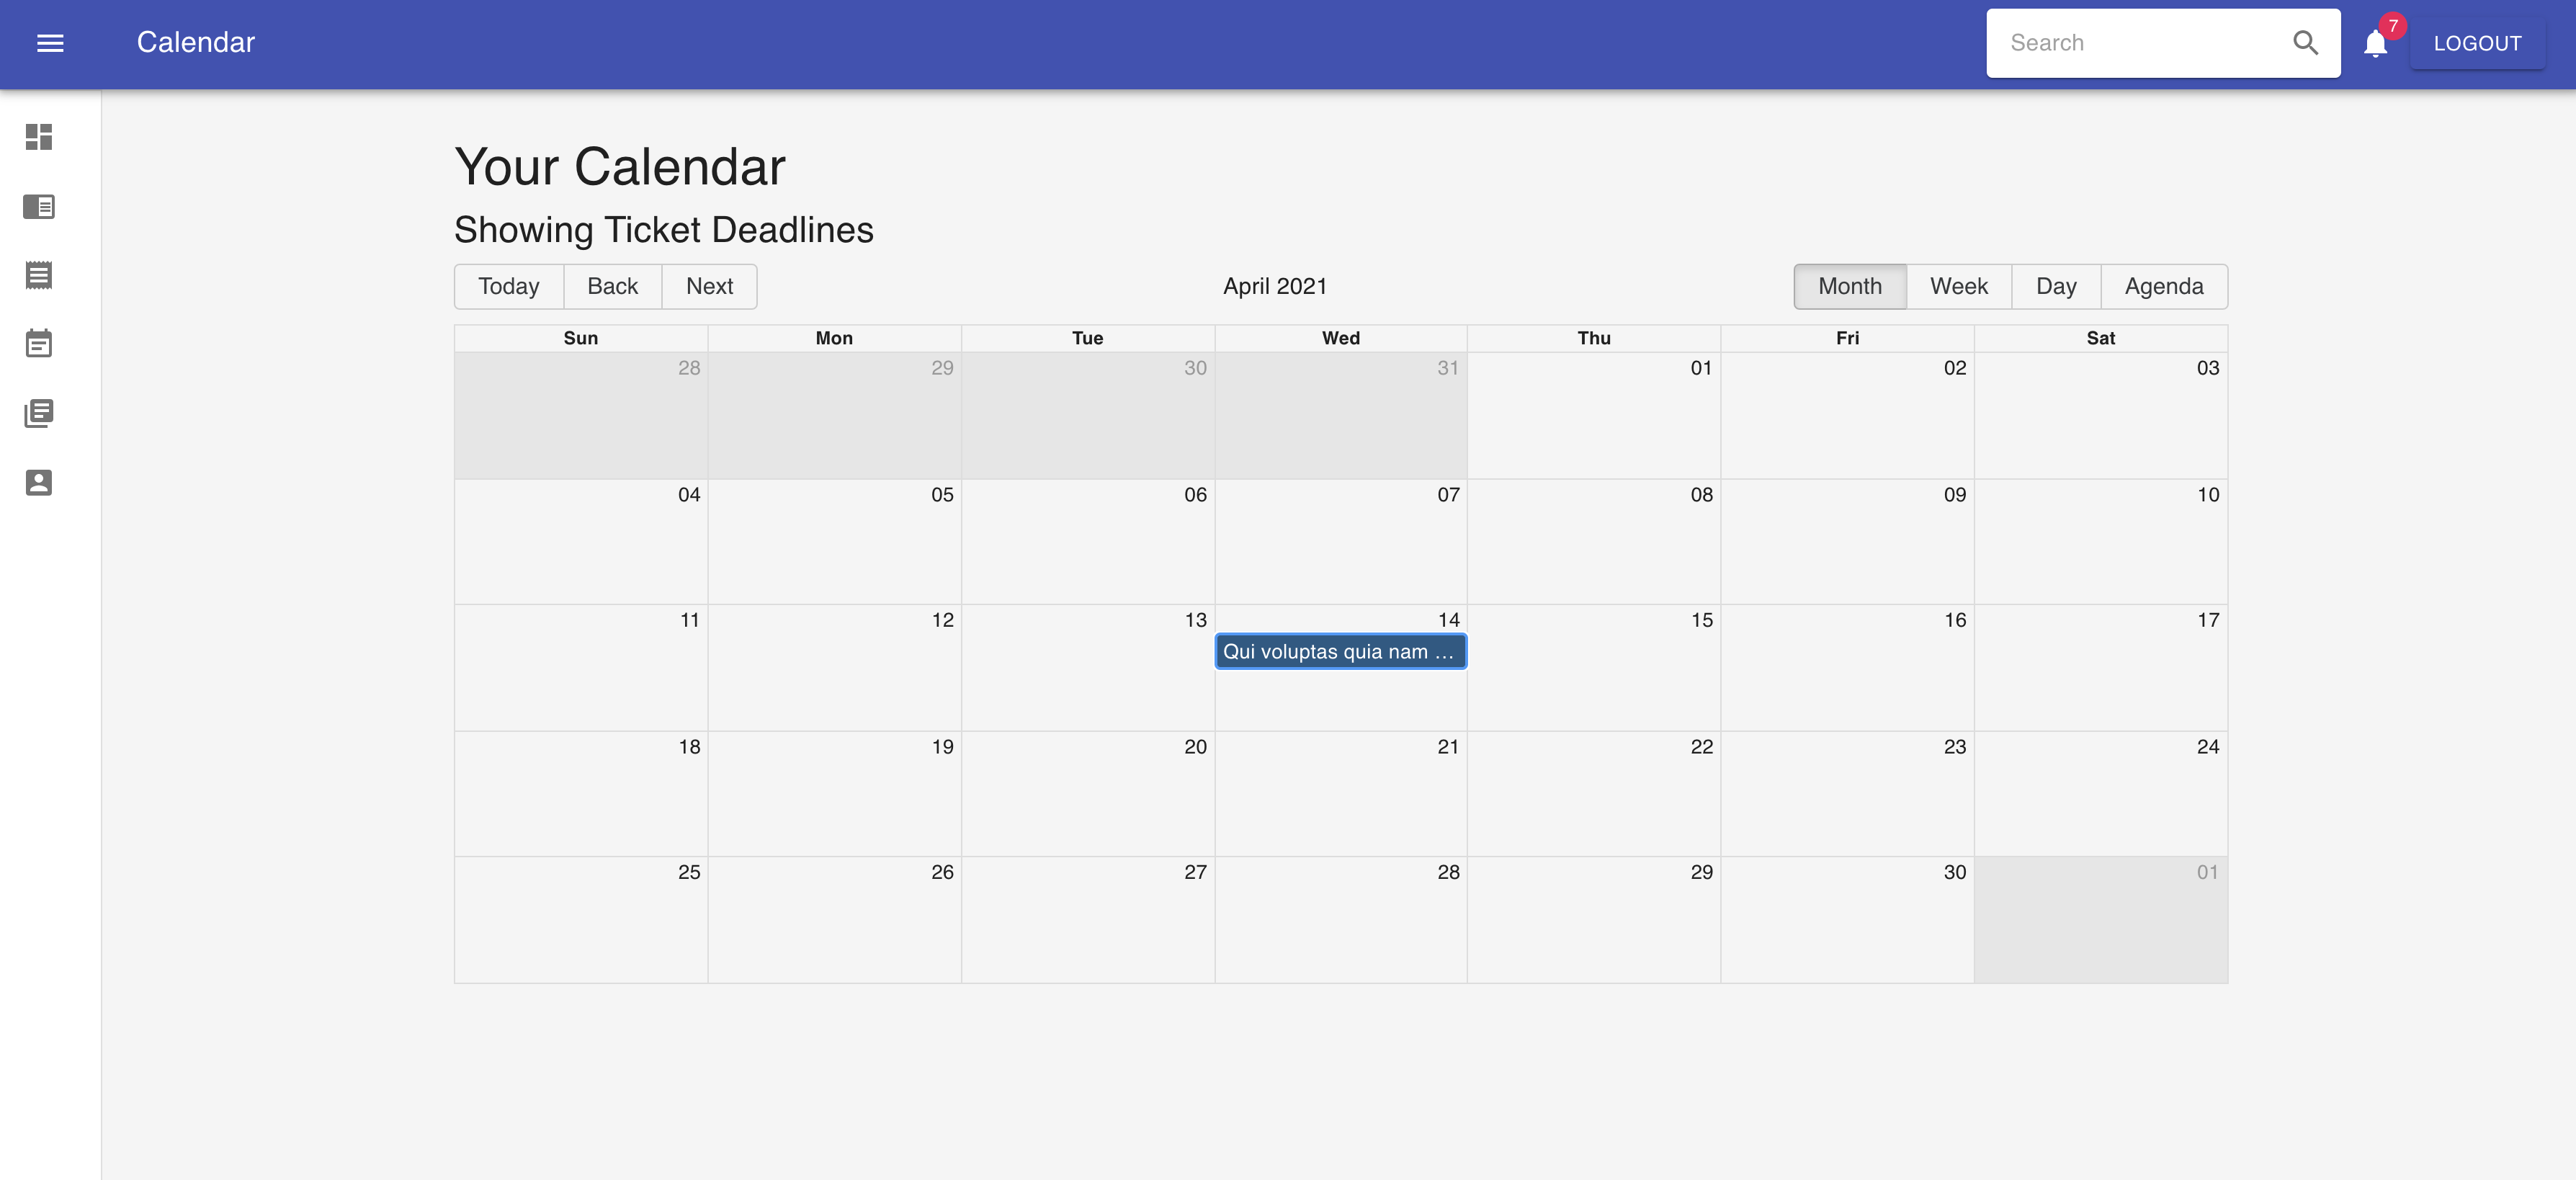 Calendar
Search
7
LOGOUT
Your Calendar
Showing Ticket Deadlines
Today Back Next April 2021 Month Week Day Agenda
Sun Mon Tue Wed Thu Fri Sat
28 29 30 31 01 02 03
04 05 06 07 08 09 10
11 12 13 14 15 16 17
Qui voluptas quia nam ...
18 19 20 21 22 23 24
25 26 27 28 29 30 01